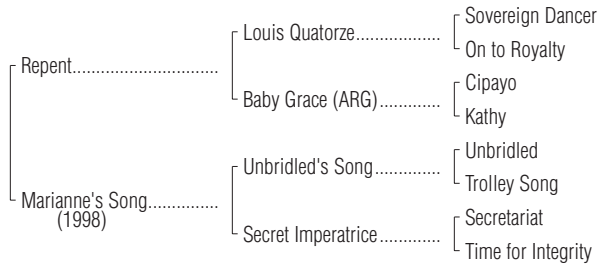 Sovereign Dancer
Louis Quatorze..................
On to Royalty
Repent...............................
Cipayo
Baby Grace (ARG).............
Kathy
Unbridled
Unbridled's Song..............
Trolley Song
Marianne's Song...............
(1998)
Secretariat
Secret Imperatrice.............
Time for Integrity